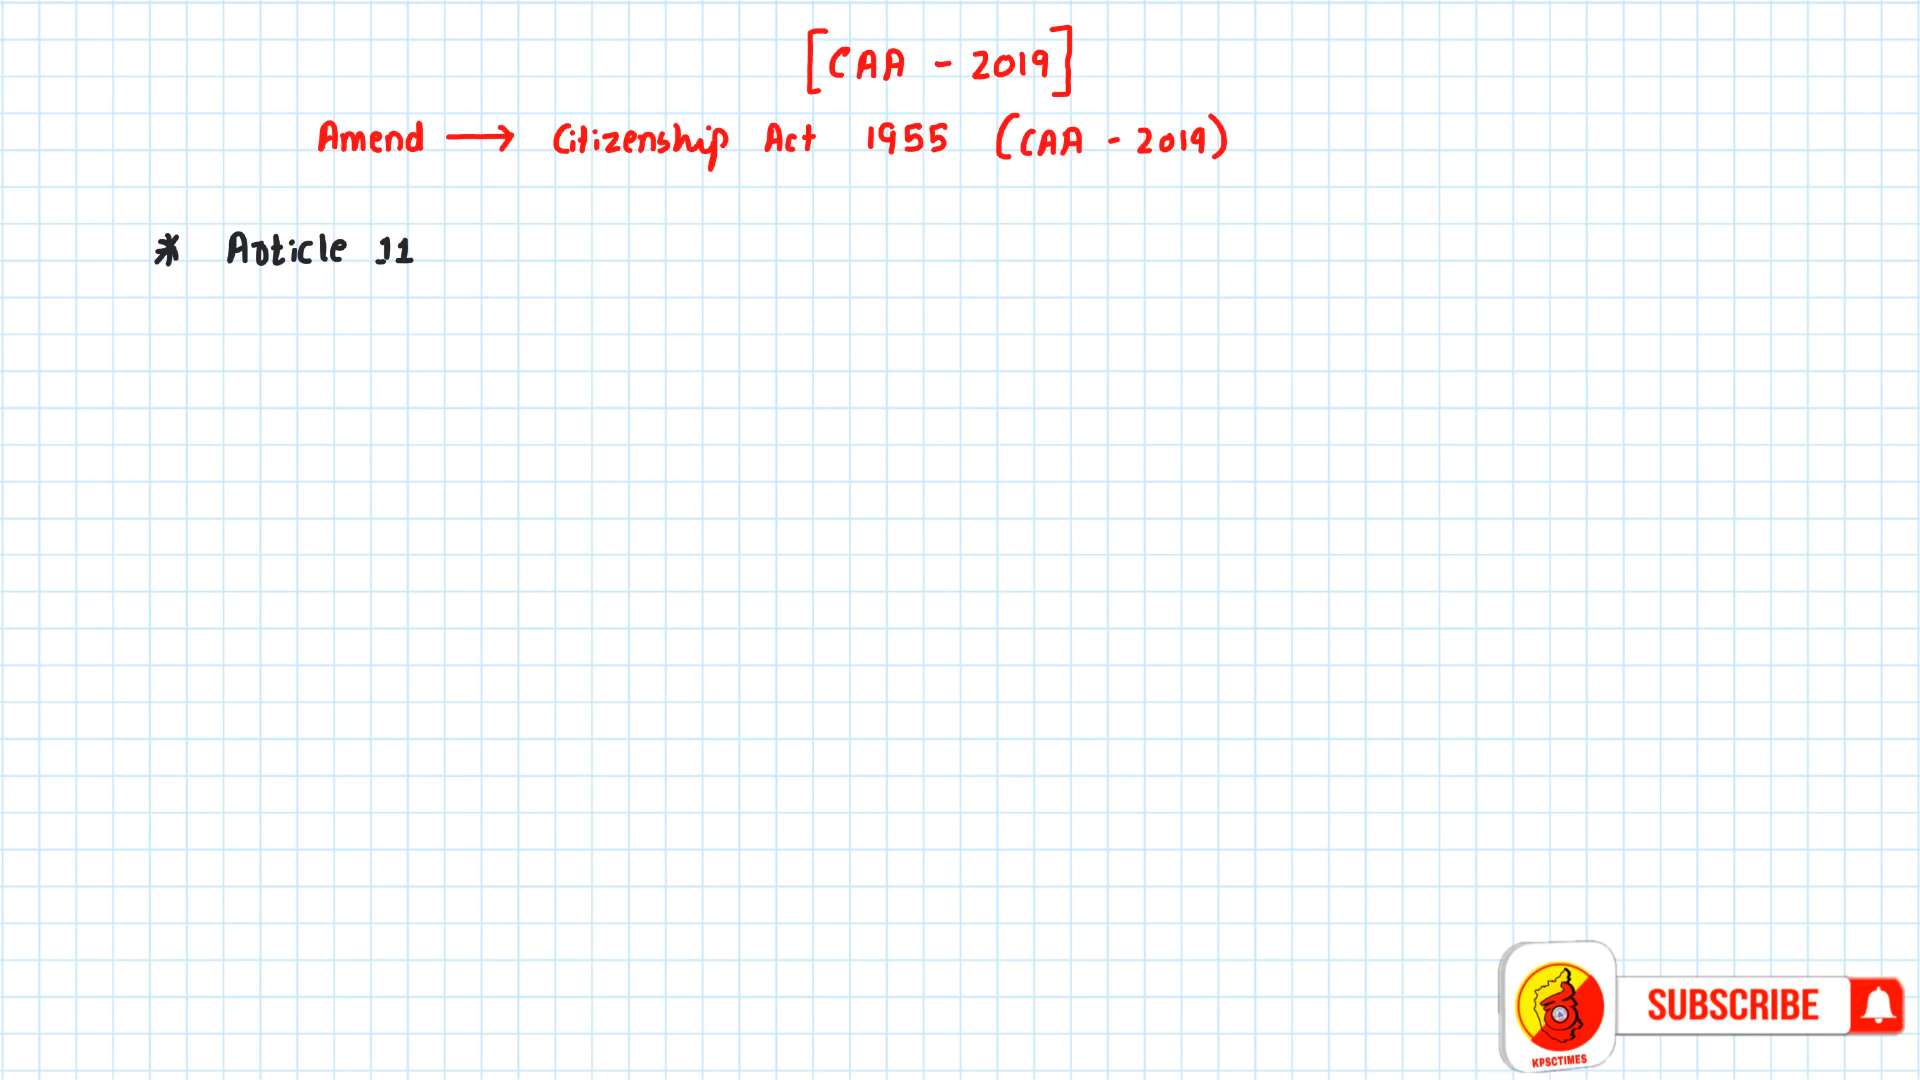 [CAA - 2019]
Amend → Citizenship Act 1955 (CAA - 2019)
* Article 11
SUBSCRIBE
KPSCTIMES